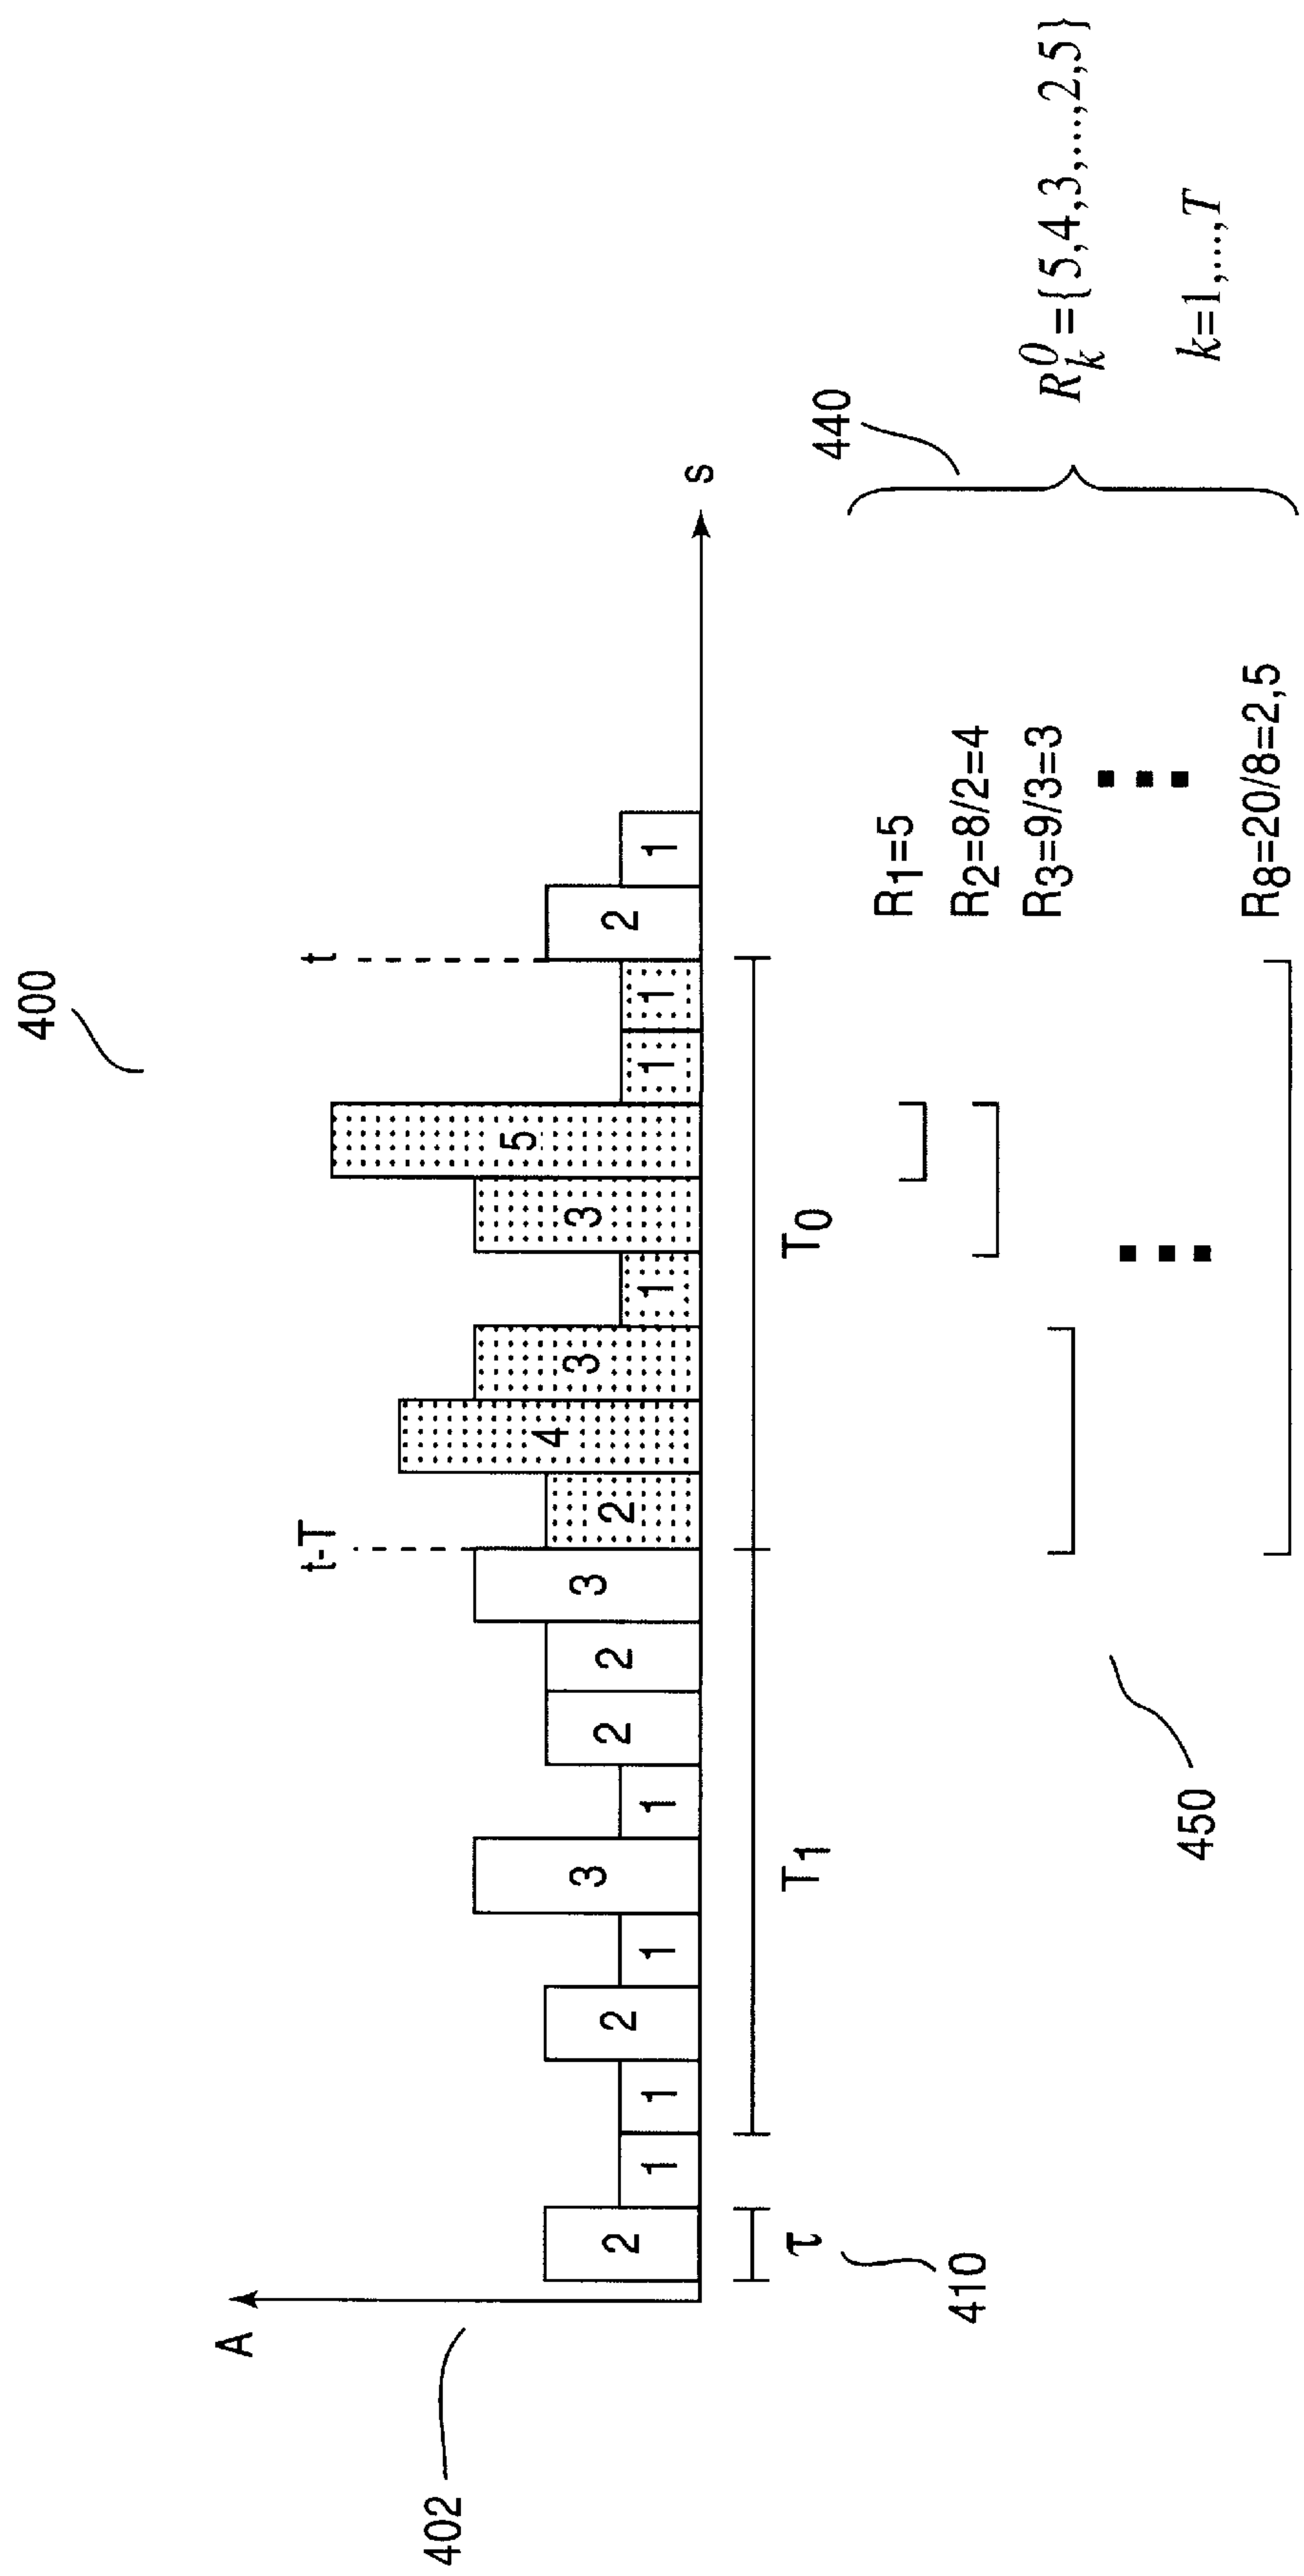 400
A
402
t-T
t
2
1
1
2
1
3
1
2
2
3
2
4
3
1
3
5
1
1
2
1
s
τ
410
T1
T0
450
R1=5
R2=8/2=4
R3=9/3=3
R8=20/8=2,5
440
R⁰ₖ={5,4,3,...,2,5}
k=1,...,T